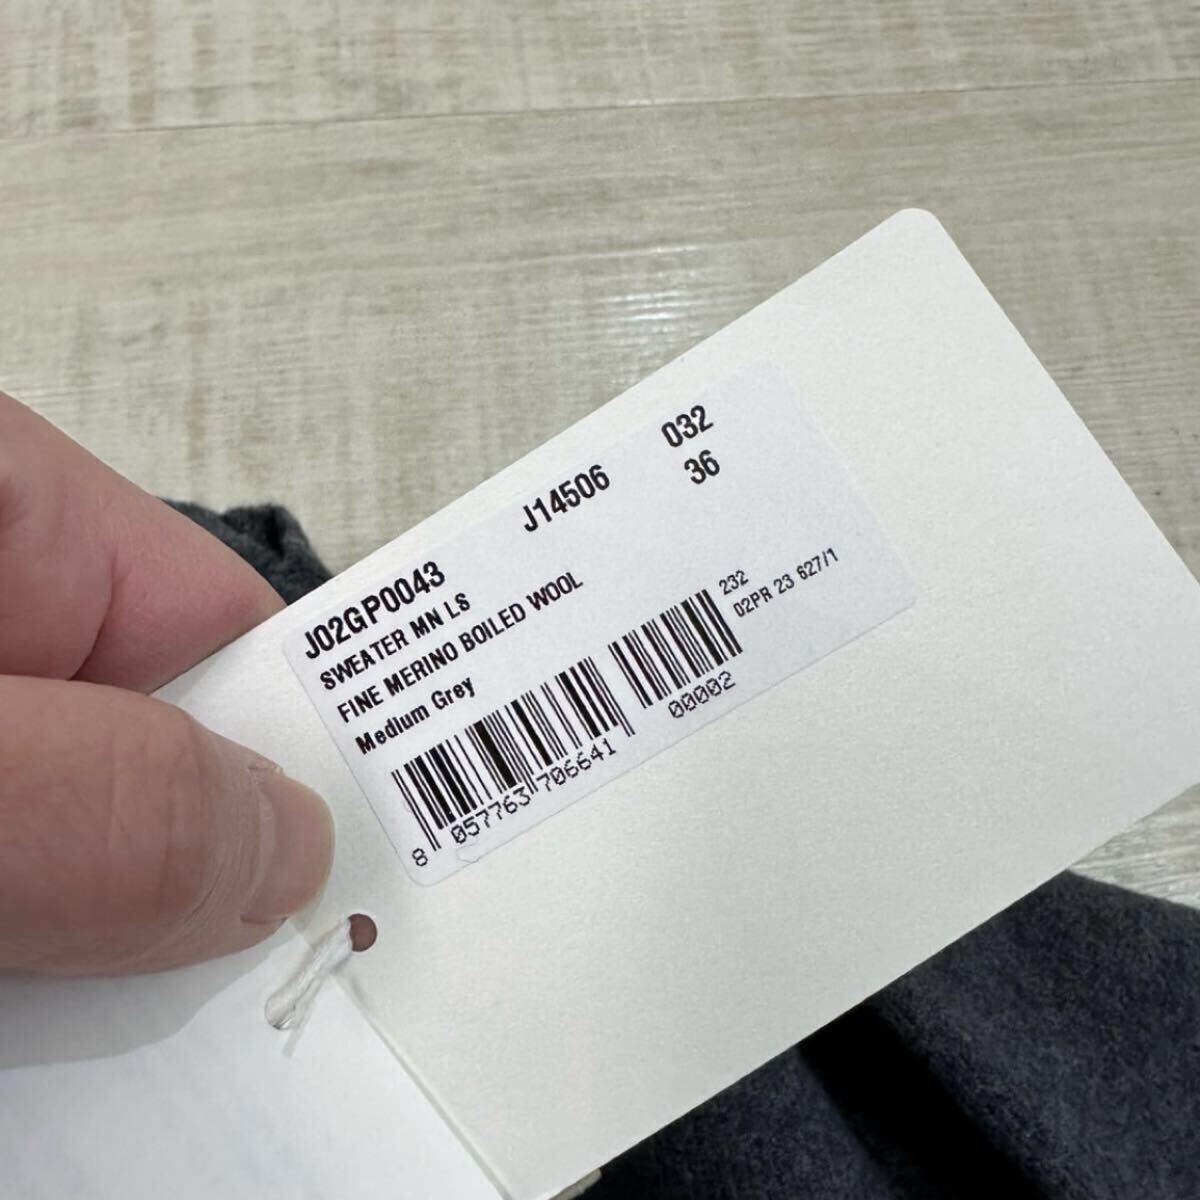 J02GP0043 J14506 032
SWEATER MN LS 36
FINE MERINO BOILED WOOL
Medium Grey
232
02PR 23 627/1
8 057763 706641 00002